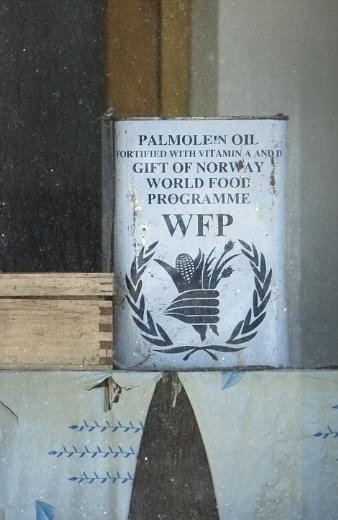 PALMOLEIN OIL
FORTIFIED WITH VITAMIN A AND D
GIFT OF NORWAY
WORLD FOOD
PROGRAMME
WFP